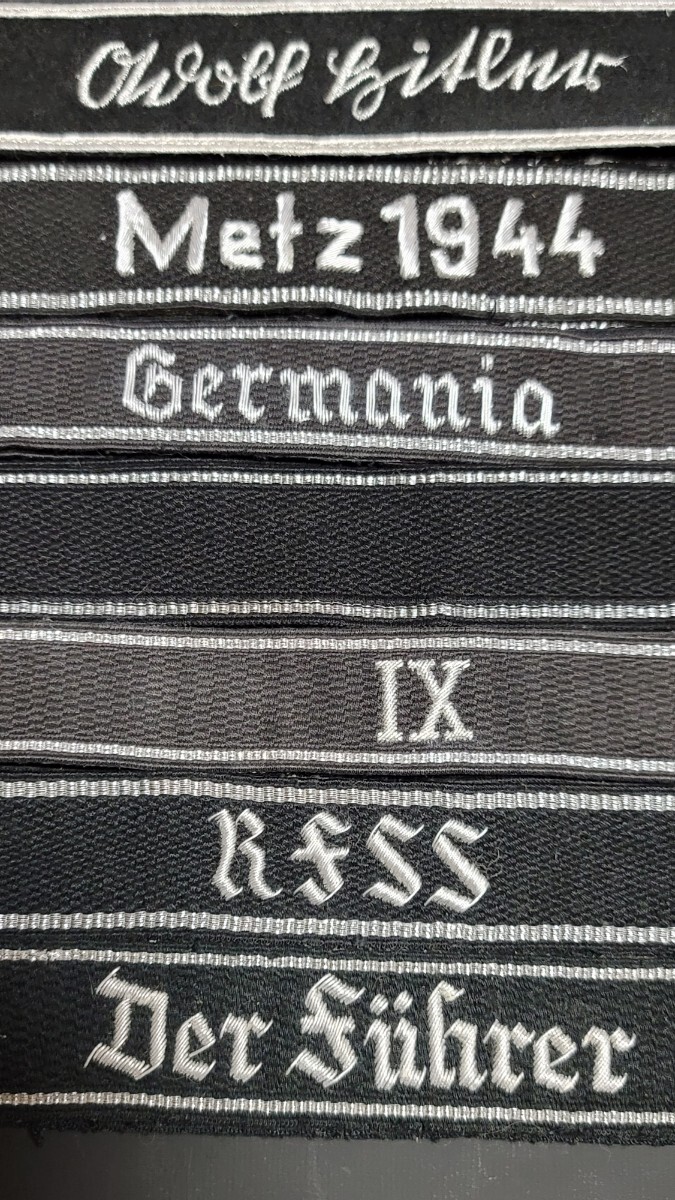 Adolf Hitler
Metz 1944
Germania
IX
RFSS
Der Führer